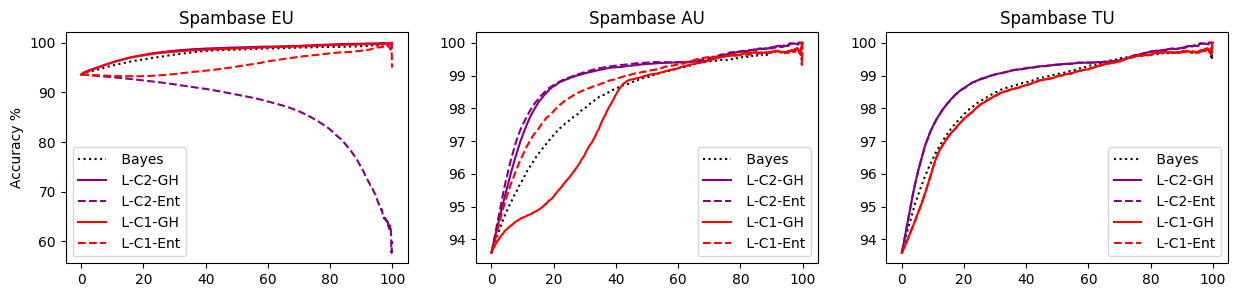 Spambase EU
Accuracy %
100
90
80
70
60
0
20
40
60
80
100
Bayes
L-C2-GH
L-C2-Ent
L-C1-GH
L-C1-Ent
Spambase AU
100
99
98
97
96
95
94
0
20
40
60
80
100
Bayes
L-C2-GH
L-C2-Ent
L-C1-GH
L-C1-Ent
Spambase TU
100
99
98
97
96
95
94
0
20
40
60
80
100
Bayes
L-C2-GH
L-C2-Ent
L-C1-GH
L-C1-Ent